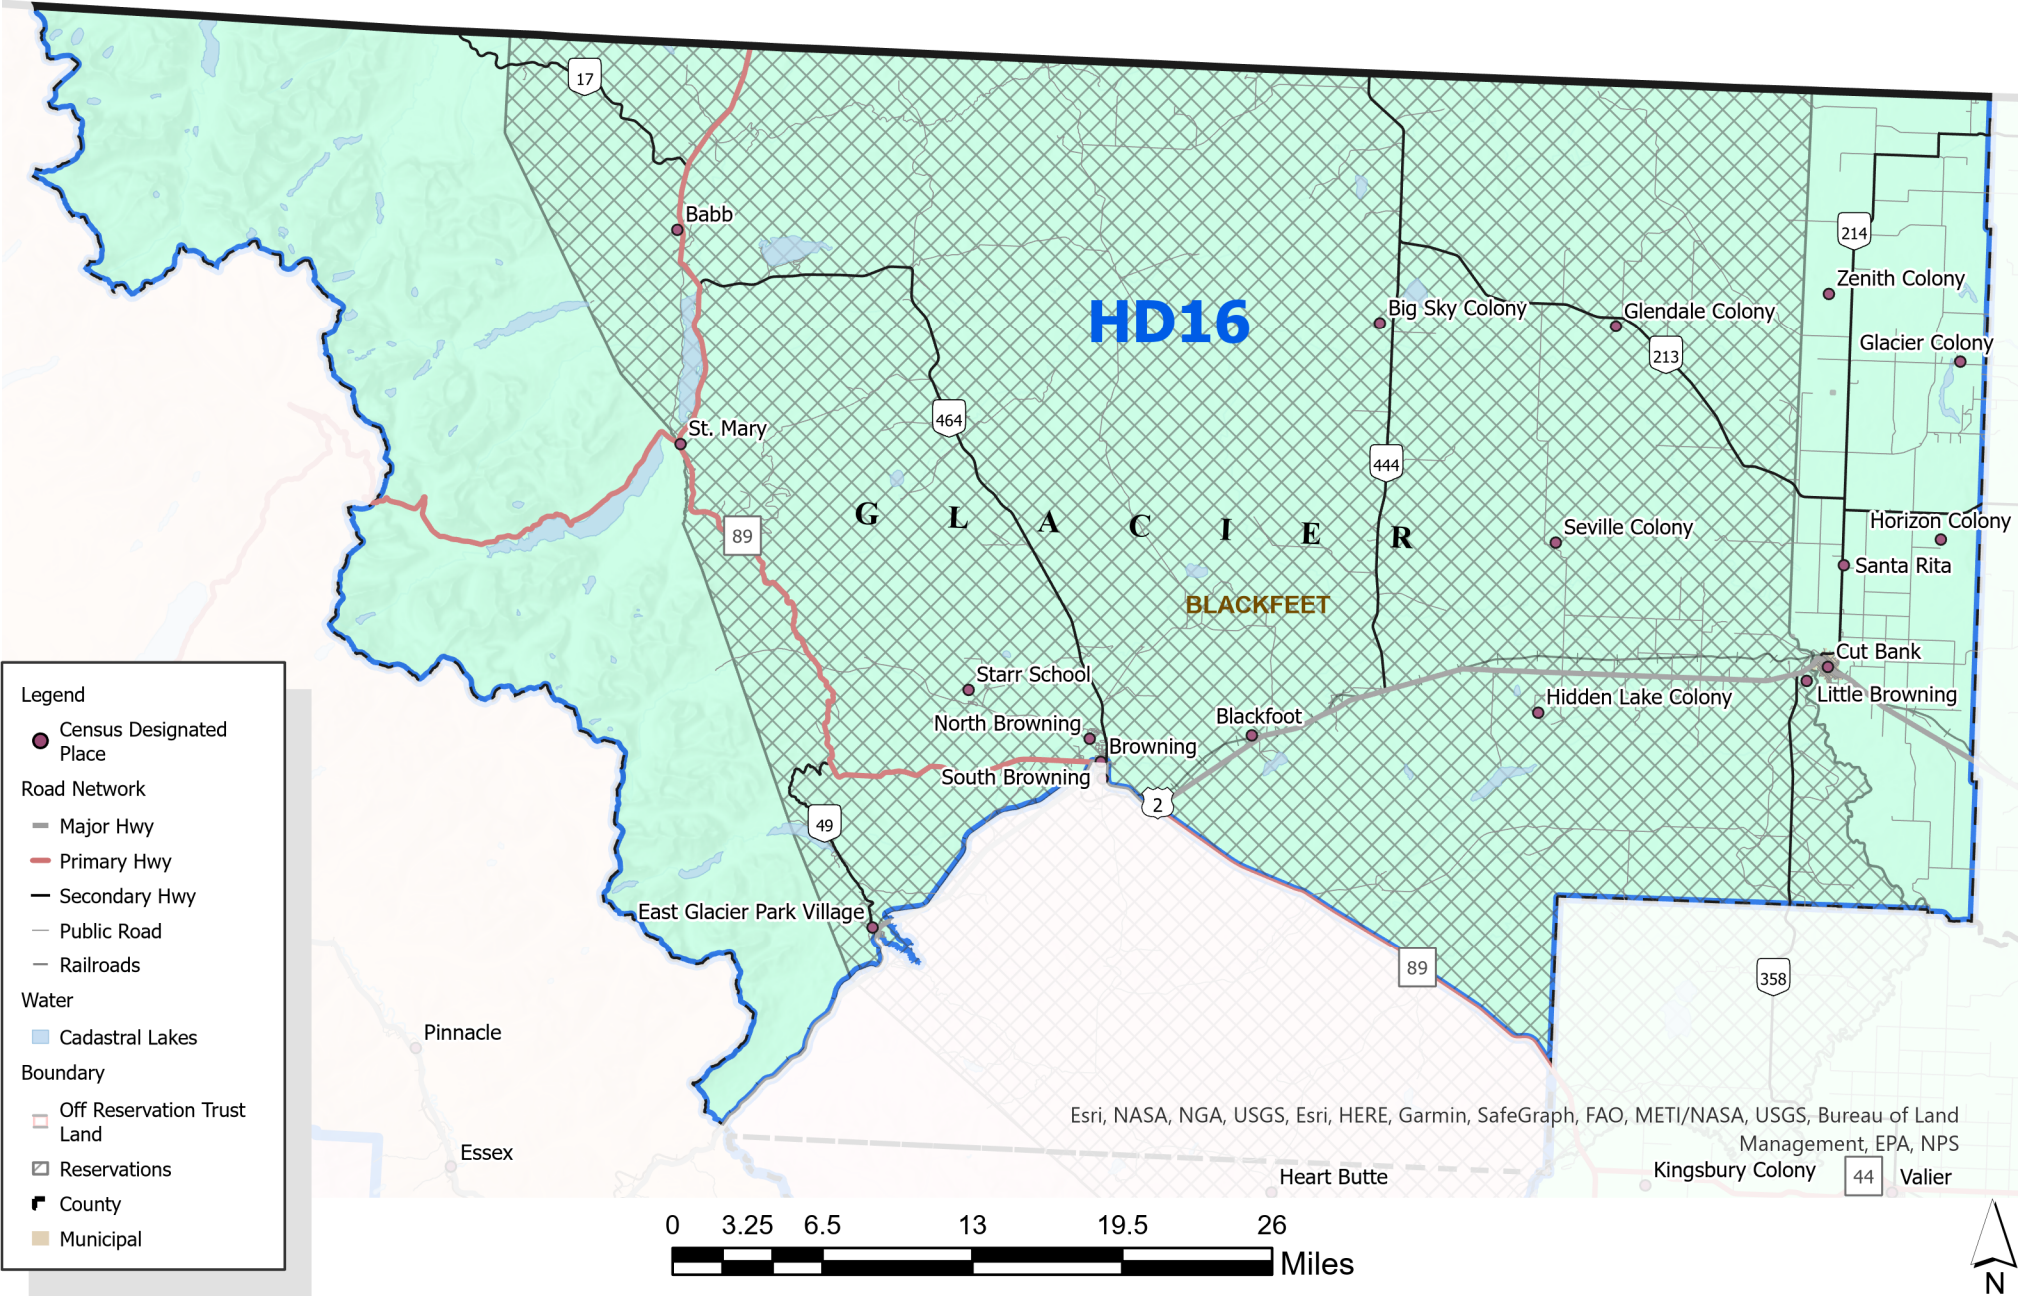 17
Babb
214
Zenith Colony
HD16
Big Sky Colony
Glendale Colony
Glacier Colony
213
St. Mary
464
444
G L A C I E R
89
Seville Colony
Horizon Colony
Santa Rita
BLACKFEET
Cut Bank
Starr School
Little Browning
Hidden Lake Colony
North Browning
Blackfoot
Browning
South Browning
2
49
East Glacier Park Village
89
358
Pinnacle
Essex
Esri, NASA, NGA, USGS, Esri, HERE, Garmin, SafeGraph, FAO, METI/NASA, USGS, Bureau of Land
Management, EPA, NPS
Heart Butte
Kingsbury Colony
44
Valier
Legend
Census Designated
Place
Road Network
Major Hwy
Primary Hwy
Secondary Hwy
Public Road
Railroads
Water
Cadastral Lakes
Boundary
Off Reservation Trust
Land
Reservations
County
Municipal
0 3.25 6.5 13 19.5 26
Miles
N